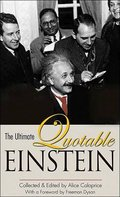 The Ultimate
Quotable
EINSTEIN
Collected & Edited by Alice Calaprice
With a Foreword by Freeman Dyson